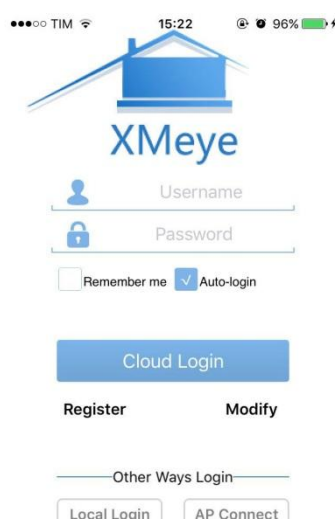 TIM 15:22 96%
XMeye
Username
Password
Remember me √ Auto-login
Cloud Login
Register Modify
Other Ways Login
Local Login AP Connect